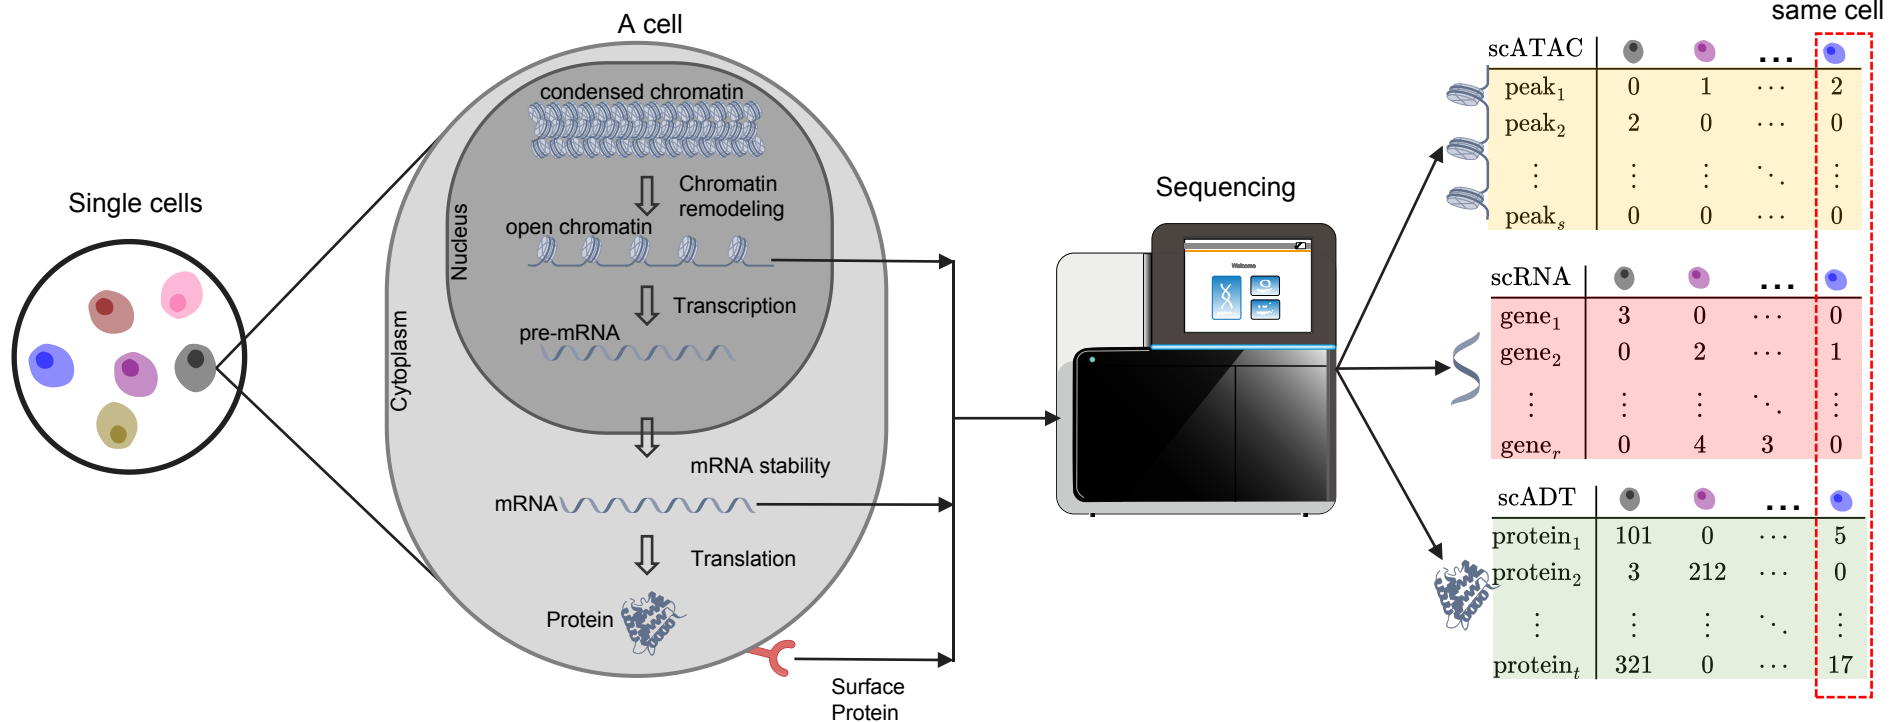 A cell
same cell
Single cells
condensed chromatin
Chromatin
remodeling
open chromatin
Nucleus
Transcription
pre-mRNA
Cytoplasm
mRNA stability
mRNA
Translation
Protein
Surface
Protein
Sequencing
Welcome
scATAC ...
peak₁ 0 1 ⋯ 2
peak₂ 2 0 ⋯ 0
⋮ ⋮ ⋮ ⋱ ⋮
peakₛ 0 0 ⋯ 0
scRNA ...
gene₁ 3 0 ⋯ 0
gene₂ 0 2 ⋯ 1
⋮ ⋮ ⋮ ⋱ ⋮
geneᵣ 0 4 3 0
scADT ...
protein₁ 101 0 ⋯ 5
protein₂ 3 212 ⋯ 0
⋮ ⋮ ⋮ ⋱ ⋮
proteinₜ 321 0 ⋯ 17